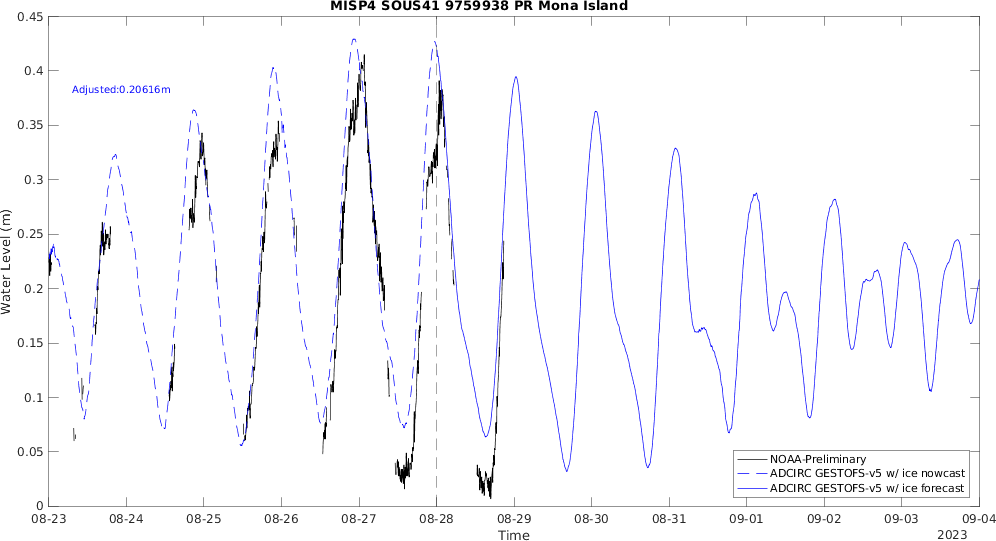 MISP4 SOUS41 9759938 PR Mona Island
0.45
0.4
Adjusted:0.20616m
0.35
0.3
0.25
Water Level (m)
0.2
0.15
0.1
0.05
0
NOAA-Preliminary
ADCIRC GESTOFS-v5 w/ ice nowcast
ADCIRC GESTOFS-v5 w/ ice forecast
08-23 08-24 08-25 08-26 08-27 08-28 08-29 08-30 08-31 09-01 09-02 09-03 09-04
Time
2023